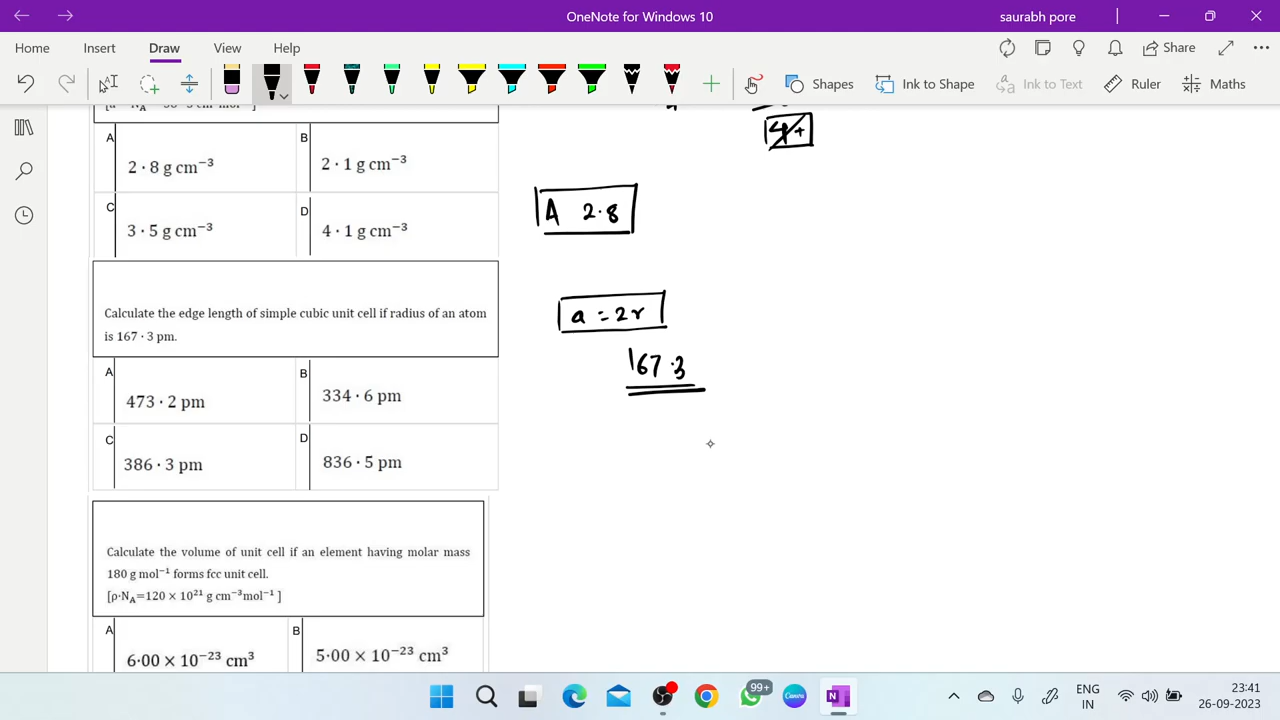 OneNote for Windows 10
saurabh pore
Home
Insert
Draw
View
Help
Share
Shapes
Ink to Shape
Ink to Text
Ruler
Maths
A
2·8 g cm⁻³
B
2·1 g cm⁻³
C
3·5 g cm⁻³
D
4·1 g cm⁻³
A 2.8
Calculate the edge length of simple cubic unit cell if radius of an atom
is 167·3 pm.
a = 2r
167.3
A
473·2 pm
B
334·6 pm
C
386·3 pm
D
836·5 pm
Calculate the volume of unit cell if an element having molar mass
180 g mol⁻¹ forms fcc unit cell.
[ρ·N_A=120 × 10²¹ g cm⁻³mol⁻¹ ]
A
6·00 × 10⁻²³ cm³
B
5·00 × 10⁻²³ cm³
99+
ENG
IN
23:41
26-09-2023